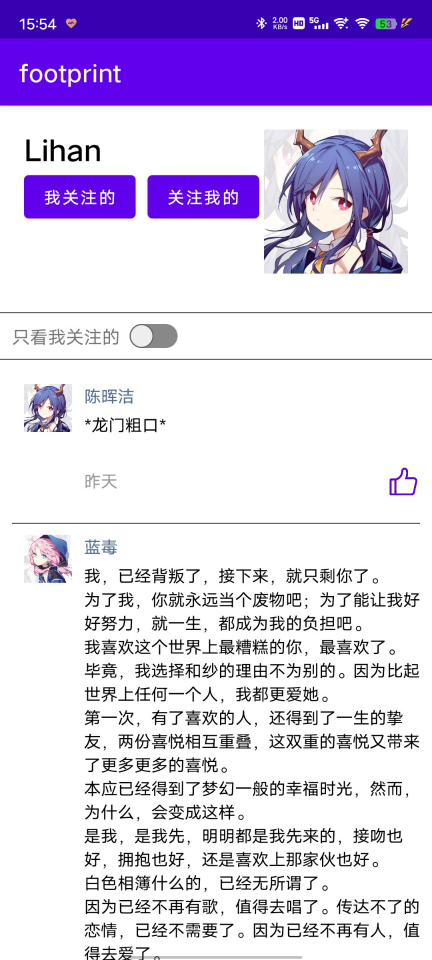 15:54
2.00
KB/s
HD
5G
53
footprint
Lihan
我关注的
关注我的
只看我关注的
陈晖洁
*龙门粗口*
昨天
蓝毒
我，已经背叛了，接下来，就只剩你了。
为了我，你就永远当个废物吧；为了能让我好
好努力，就一生，都成为我的负担吧。
我喜欢这个世界上最糟糕的你，最喜欢了。
毕竟，我选择和纱的理由不为别的。因为比起
世界上任何一个人，我都更爱她。
第一次，有了喜欢的人，还得到了一生的挚
友，两份喜悦相互重叠，这双重的喜悦又带来
了更多更多的喜悦。
本应已经得到了梦幻一般的幸福时光，然而，
为什么，会变成这样。
是我，是我先，明明都是我先来的，接吻也
好，拥抱也好，还是喜欢上那家伙也好。
白色相簿什么的，已经无所谓了。
因为已经不再有歌，值得去唱了。传达不了的
恋情，已经不需要了。因为已经不再有人，值
得去爱了。